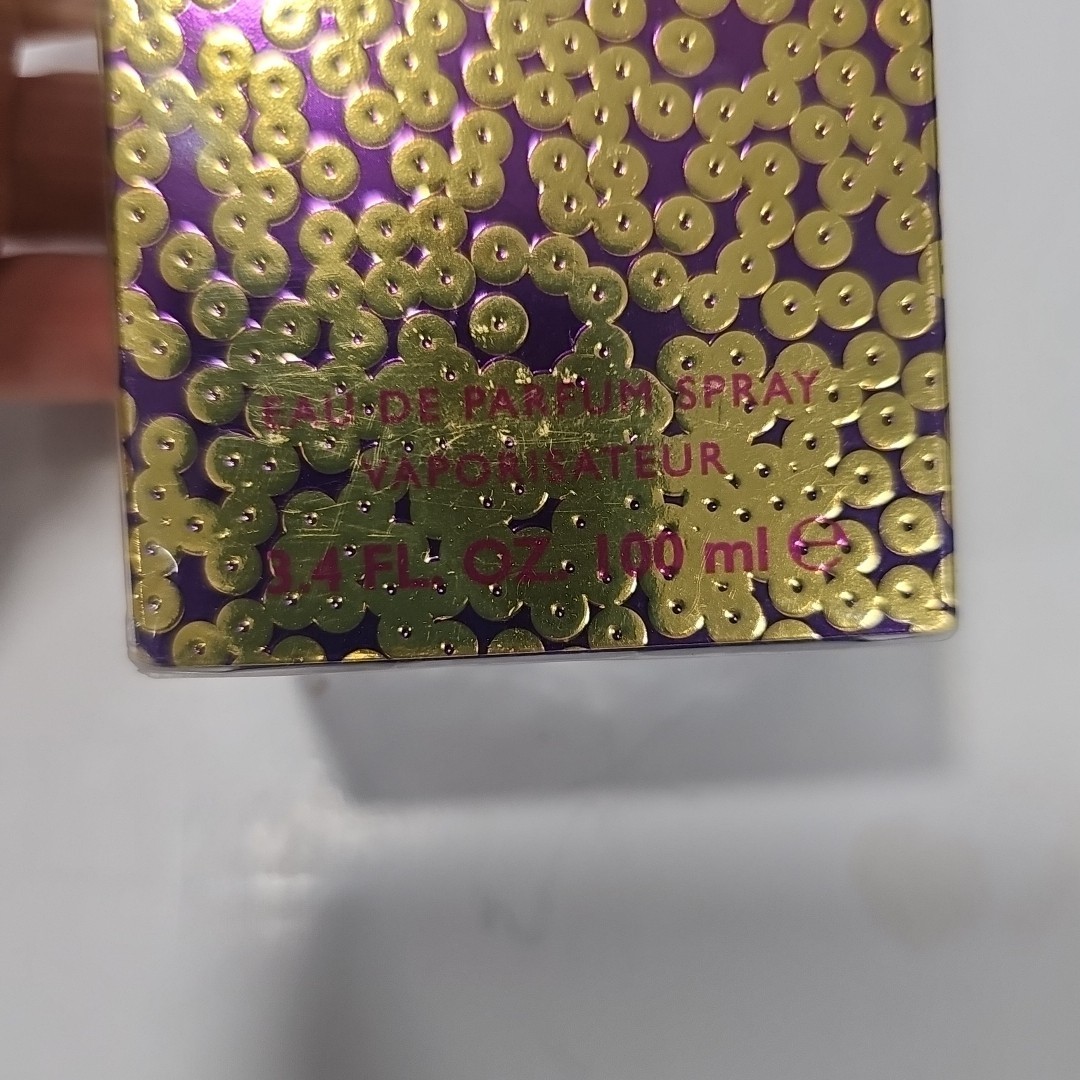 EAU DE PARFUM SPRAY
VAPORISATEUR
3.4 FL. OZ. 100 ml ℮